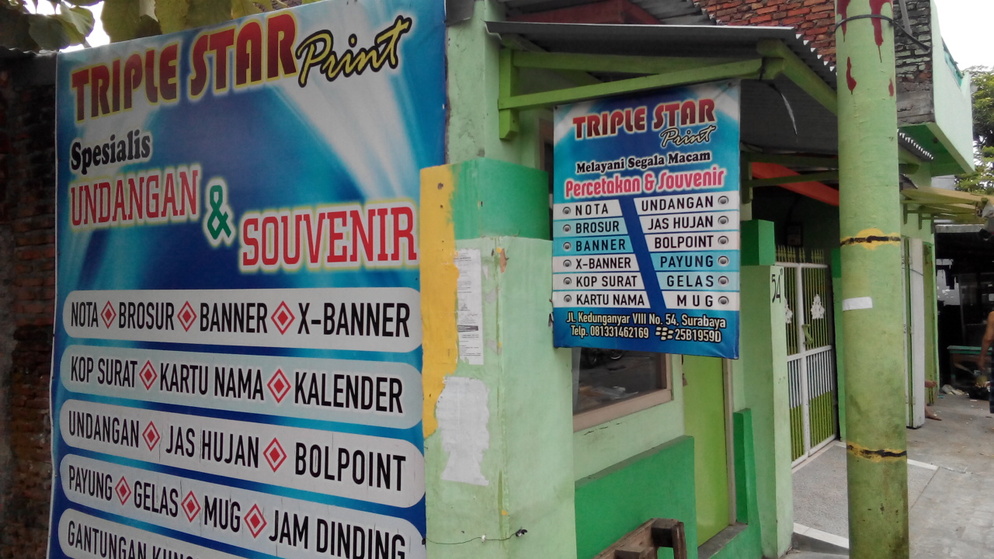 TRIPLE STAR Print
Spesialis
UNDANGAN
& SOUVENIR
NOTA BROSUR BANNER X-BANNER
KOP SURAT KARTU NAMA KALENDER
UNDANGAN JAS HUJAN BOLPOINT
PAYUNG GELAS MUG JAM DINDING
GANTUNGAN
TRIPLE STAR
Print
Melayani Segala Macam
Percetakan & Souvenir
NOTA UNDANGAN
BROSUR JAS HUJAN
BANNER BOLPOINT
X-BANNER PAYUNG
KOP SURAT GELAS
KARTU NAMA MUG
JL. Kedunganyar VIII No. 54, Surabaya
Telp. 081331462169 25B1959D